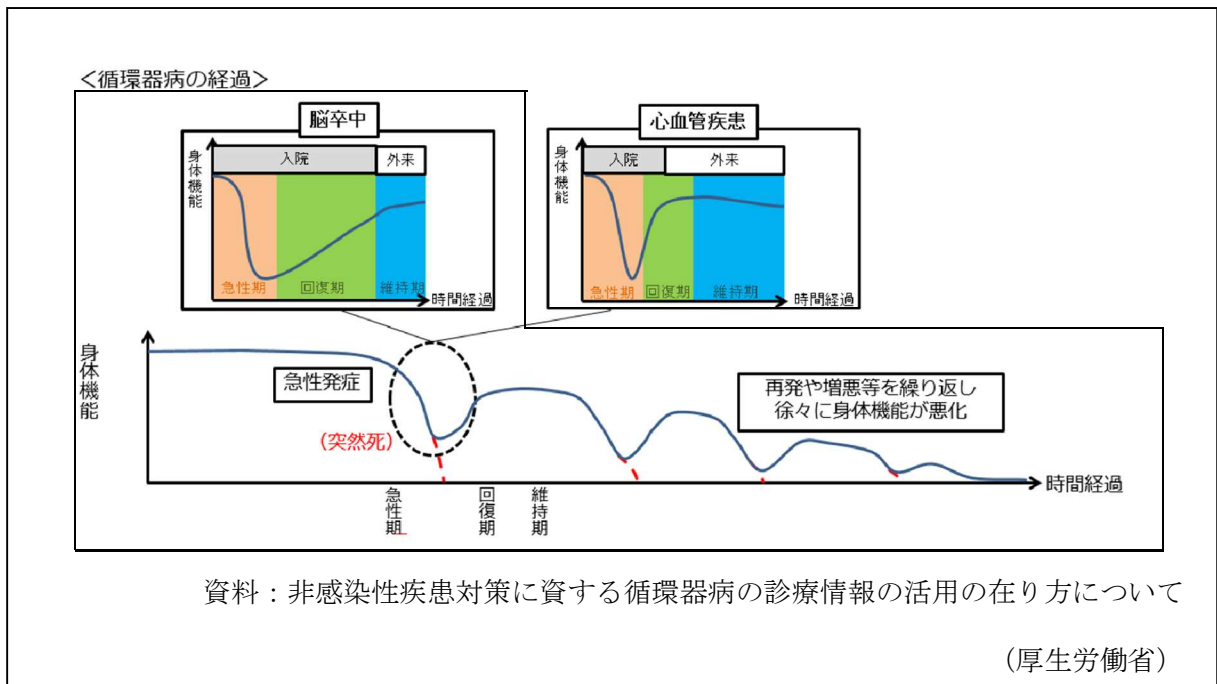 ＜循環器病の経過＞
脳卒中
身体機能
入院
外来
急性期
回復期
維持期
時間経過
心血管疾患
身体機能
入院
外来
急性期
回復期
維持期
時間経過
身体機能
急性発症
(突然死)
再発や増悪等を繰り返し
徐々に身体機能が悪化
時間経過
急性期
回復期
維持期
資料：非感染性疾患対策に資する循環器病の診療情報の活用の在り方について
（厚生労働省）